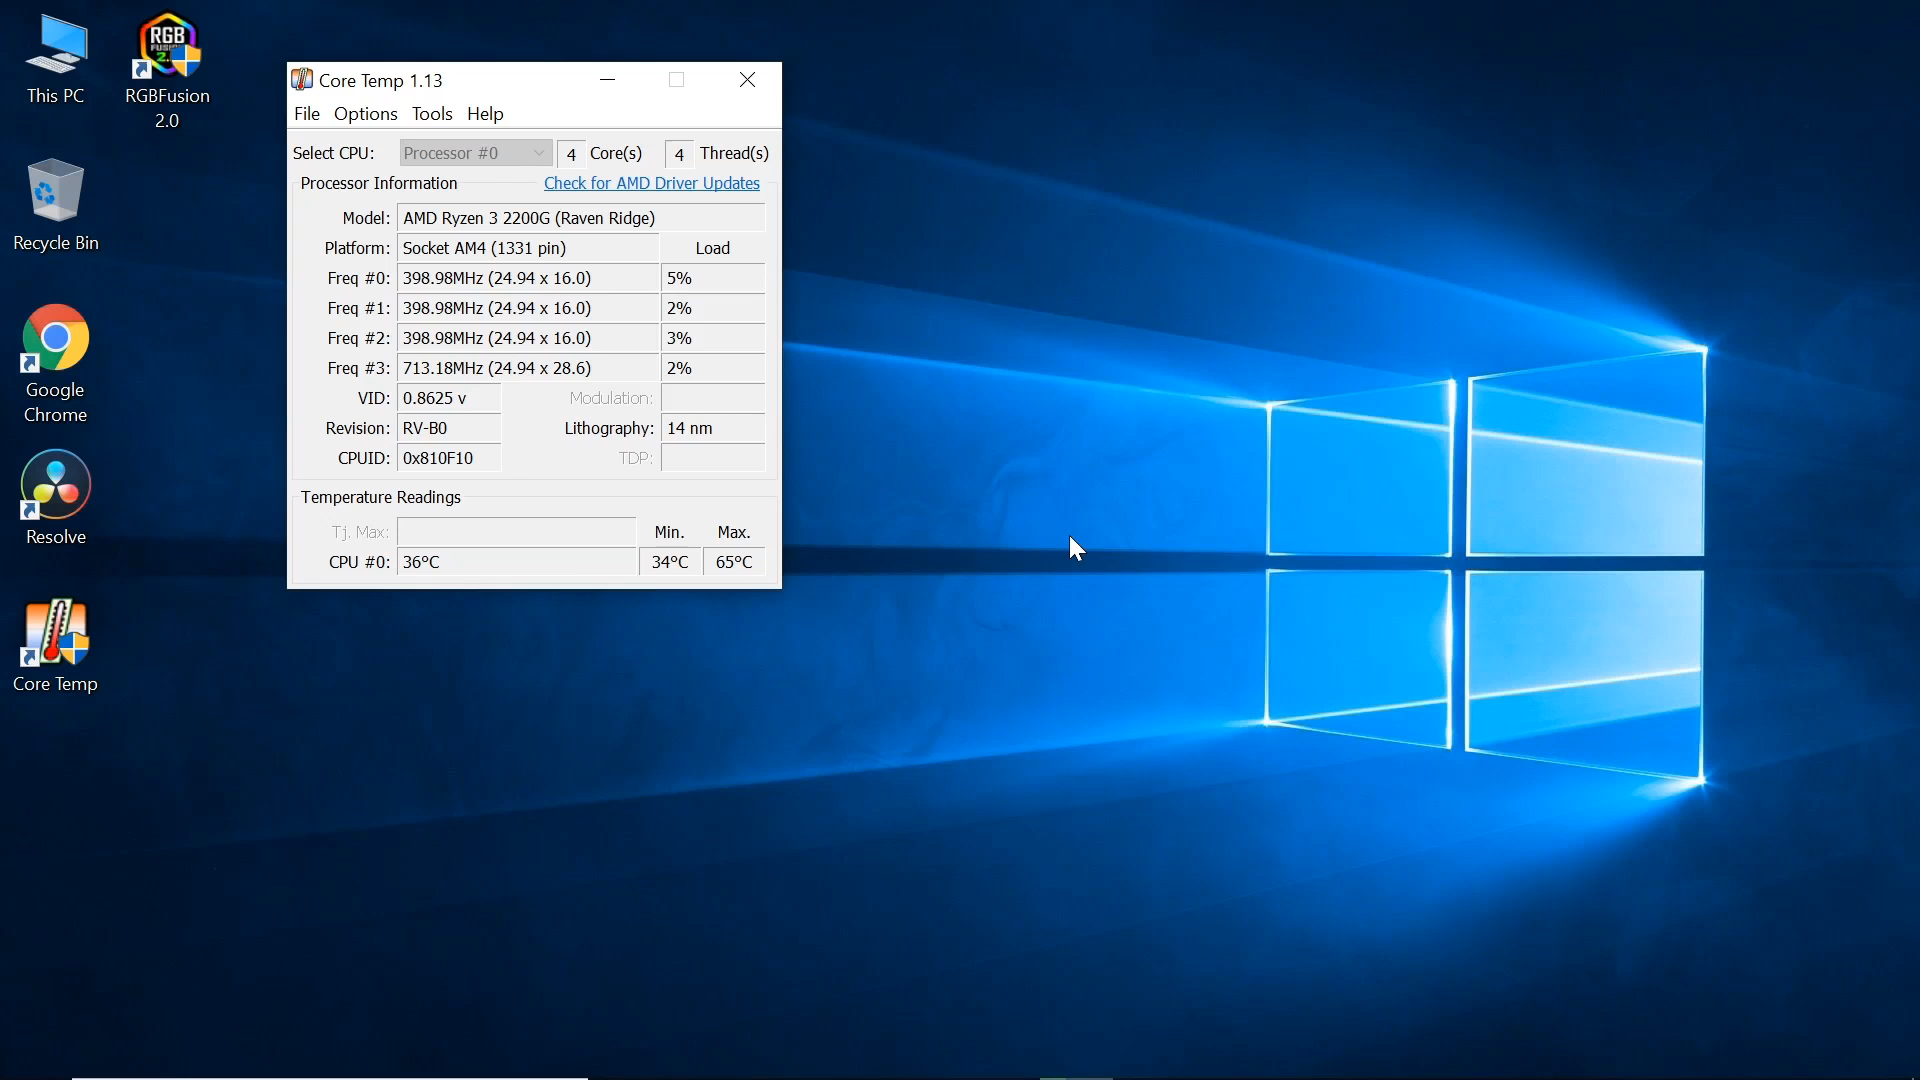 This PC
RGB
FUSION
2.0
RGBFusion
2.0
Recycle Bin
Google
Chrome
Resolve
Core Temp
Core Temp 1.13
File Options Tools Help
Select CPU: Processor #0 4 Core(s) 4 Thread(s)
Processor Information Check for AMD Driver Updates
Model: AMD Ryzen 3 2200G (Raven Ridge)
Platform: Socket AM4 (1331 pin) Load
Freq #0: 398.98MHz (24.94 x 16.0) 5%
Freq #1: 398.98MHz (24.94 x 16.0) 2%
Freq #2: 398.98MHz (24.94 x 16.0) 3%
Freq #3: 713.18MHz (24.94 x 28.6) 2%
VID: 0.8625 v Modulation:
Revision: RV-B0 Lithography: 14 nm
CPUID: 0x810F10 TDP:
Temperature Readings
Tj. Max: Min. Max.
CPU #0: 36°C 34°C 65°C